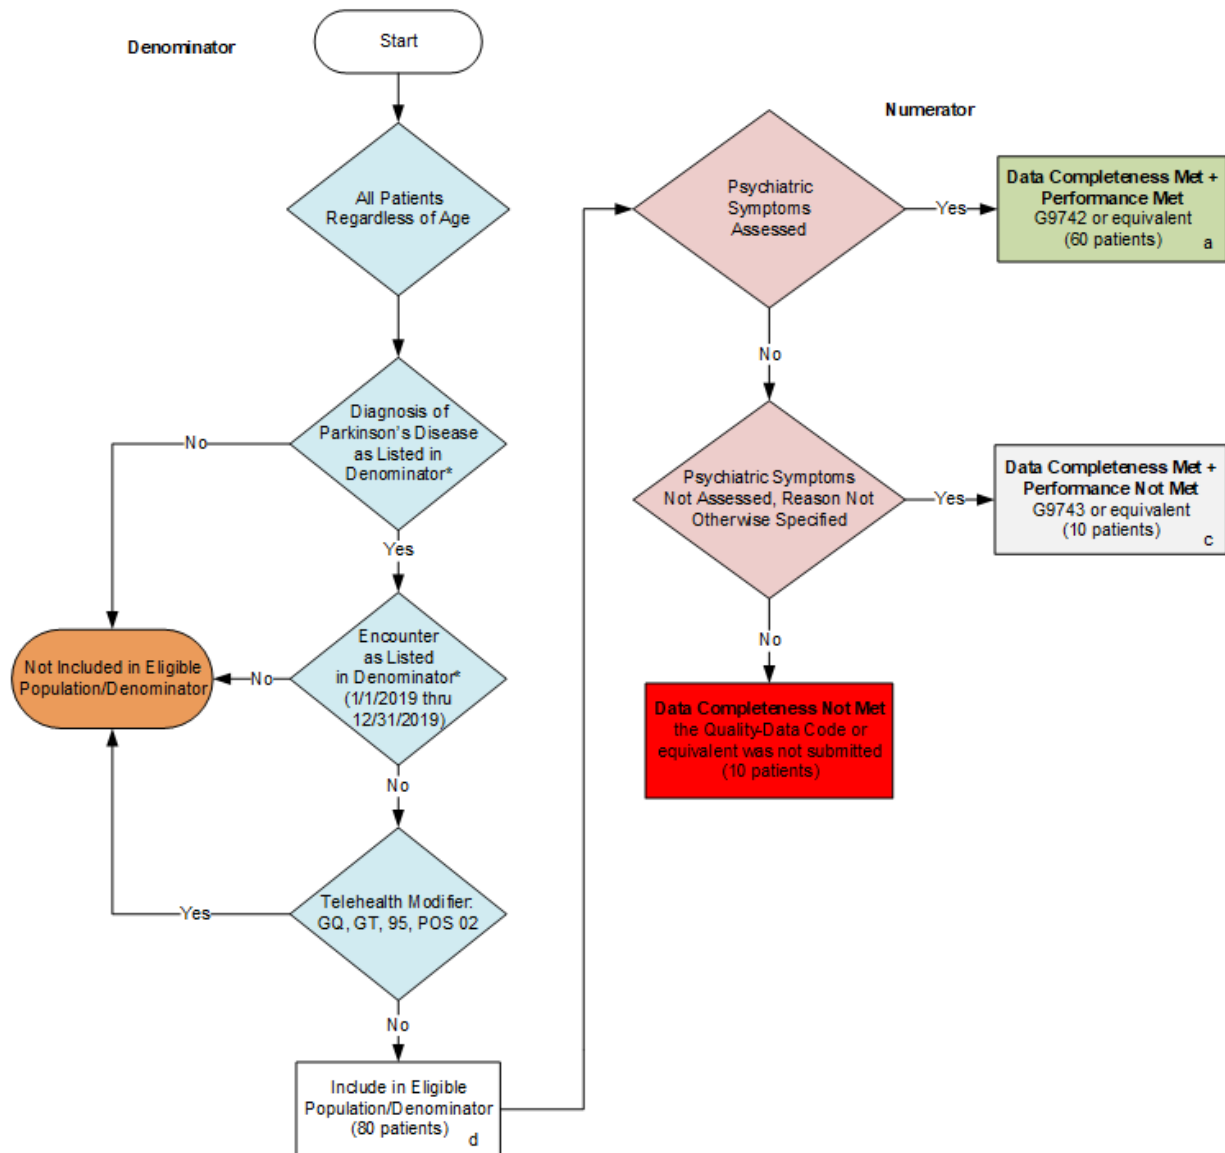 Denominator
Start
All Patients
Regardless of Age
Diagnosis of
Parkinson's Disease
as Listed in
Denominator*
No
Yes
Encounter
as Listed
in Denominator*
(1/1/2019 thru
12/31/2019)
No
Not Included in Eligible
Population/Denominator
No
Telehealth Modifier:
GQ, GT, 95, POS 02
Yes
No
Include in Eligible
Population/Denominator
(80 patients)
d
Numerator
Psychiatric
Symptoms
Assessed
Yes
Data Completeness Met +
Performance Met
G9742 or equivalent
(60 patients)
a
No
Psychiatric Symptoms
Not Assessed, Reason Not
Otherwise Specified
Yes
Data Completeness Met +
Performance Not Met
G9743 or equivalent
(10 patients)
c
No
Data Completeness Not Met
the Quality-Data Code or
equivalent was not submitted
(10 patients)